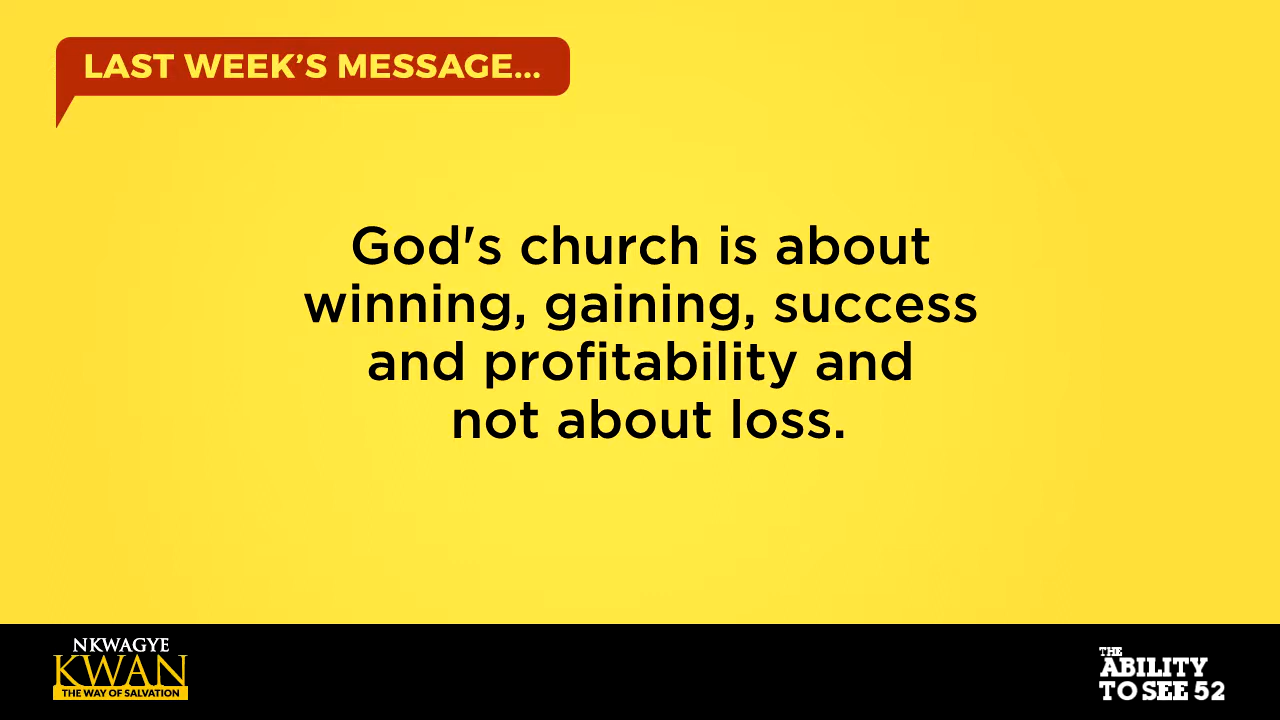 LAST WEEK’S MESSAGE...
God's church is about
winning, gaining, success
and profitability and
not about loss.
NKWAGYE
KWAN
THE WAY OF SALVATION
THE
ABILITY
TO SEE 52